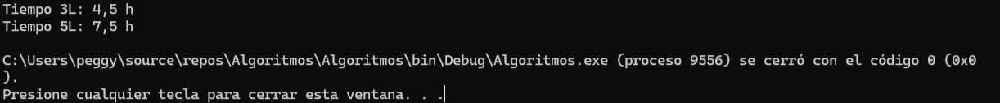 Tiempo 3L: 4,5 h
Tiempo 5L: 7,5 h
C:\Users\peggy\source\repos\Algoritmos\Algoritmos\bin\Debug\Algoritmos.exe (proceso 9556) se cerró con el código 0 (0x0
).
Presione cualquier tecla para cerrar esta ventana. . .